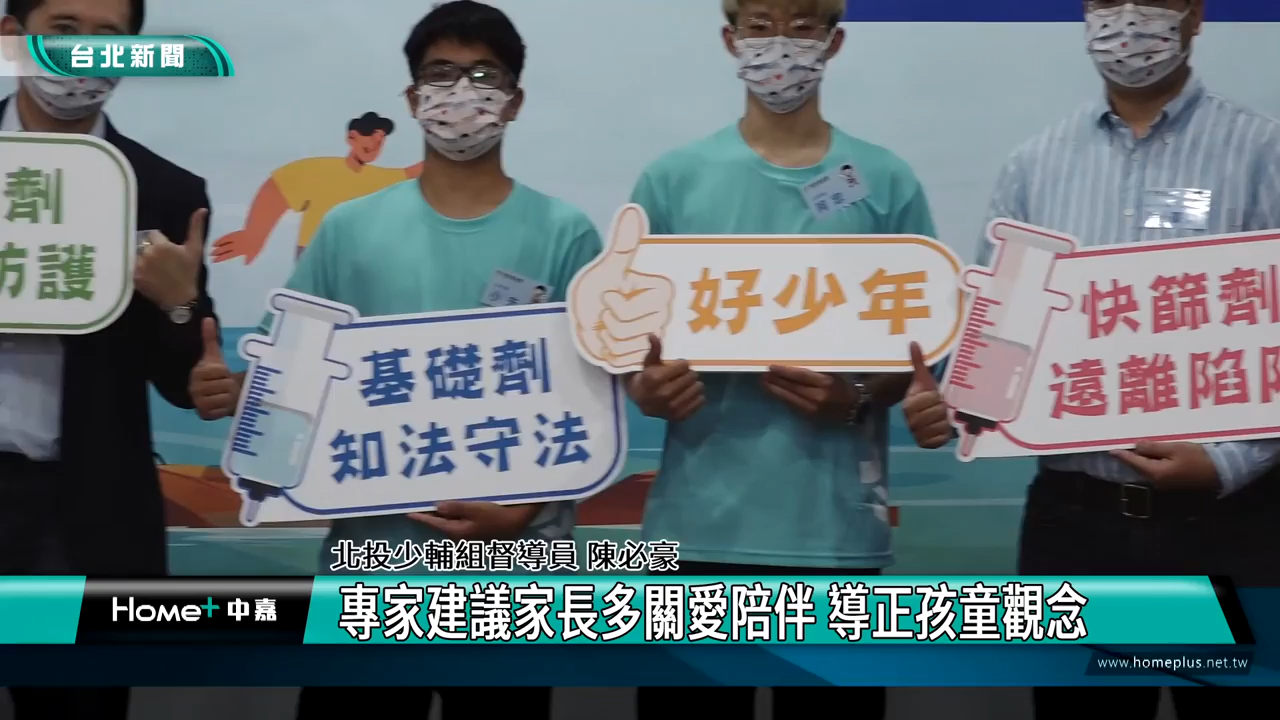 台北新聞
劑
防護
基礎劑
知法守法
好少年
快篩劑
遠離陷阱
北投少輔組督導員 陳必豪
Home+中嘉
專家建議家長多關愛陪伴 導正孩童觀念
www.homeplus.net.tw